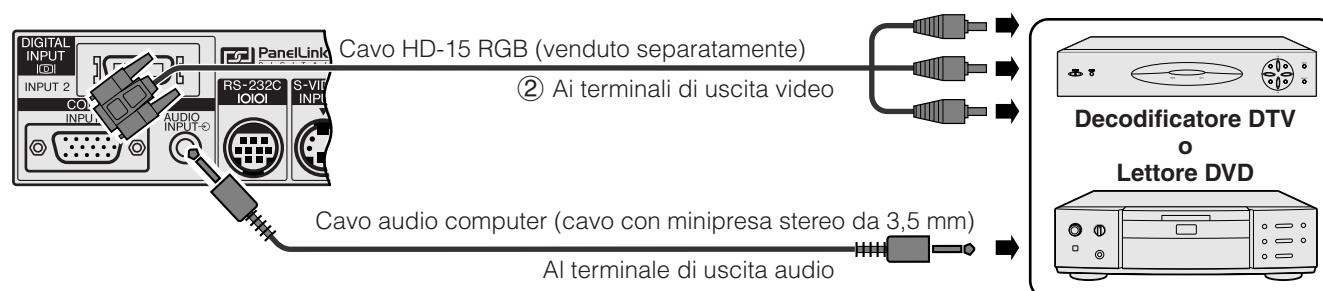 DIGITAL
INPUT
INPUT 2
PanelLink
Cavo HD-15 RGB (venduto separatamente)
② Ai terminali di uscita video
RS-232C
IOIOI
AUDIO
INPUT
Decodificatore DTV
o
Lettore DVD
Cavo audio computer (cavo con minipresa stereo da 3,5 mm)
Al terminale di uscita audio